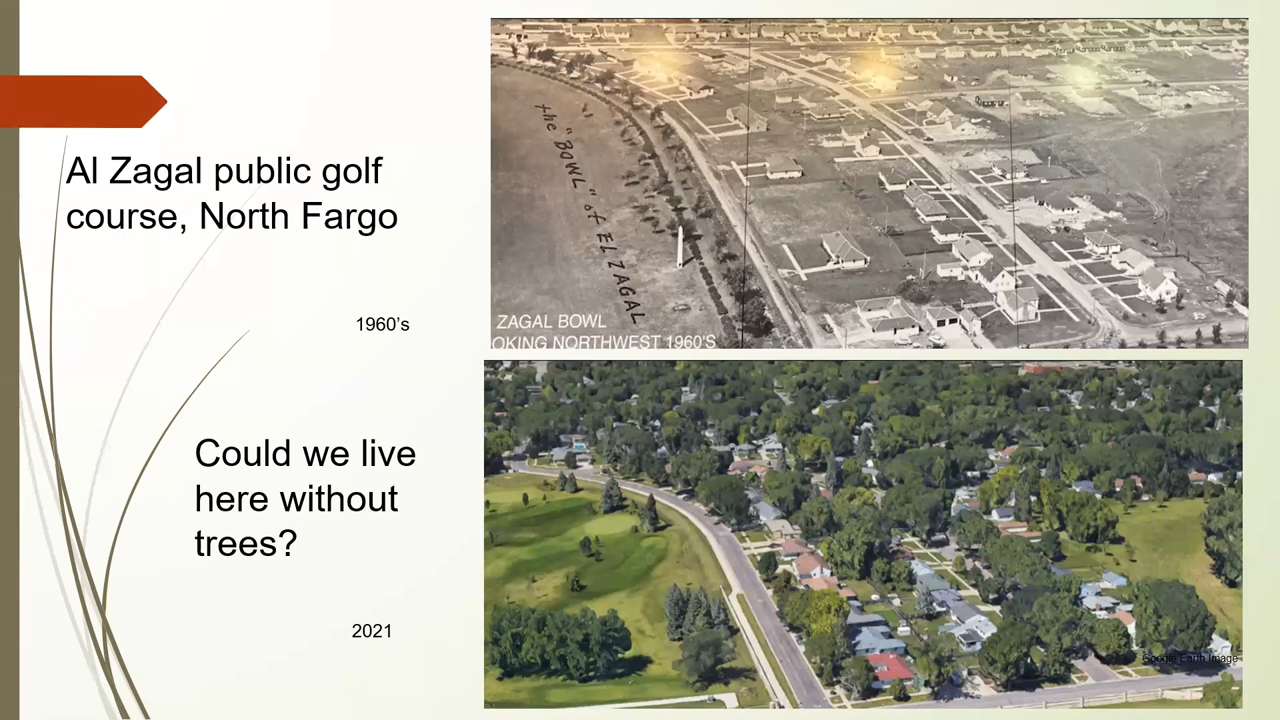 Al Zagal public golf
course, North Fargo
1960's
the "BOWL" of EL ZAGAL
ZAGAL BOWL
OKING NORTHWEST 1960'S
Could we live
here without
trees?
2021
Google Earth Image